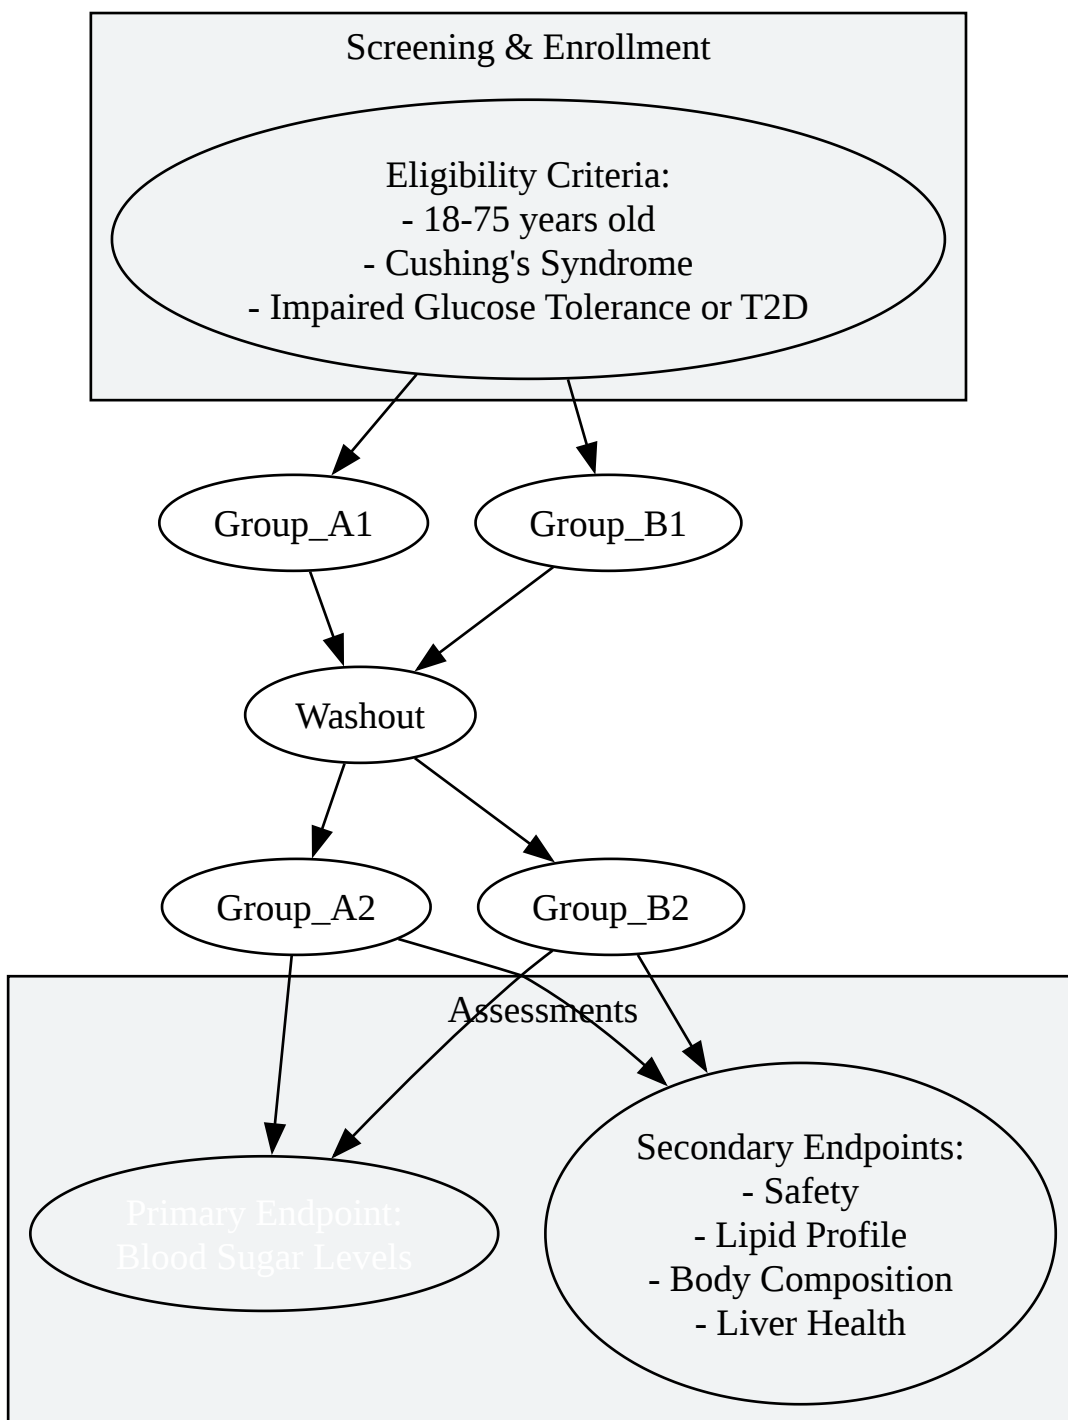 Screening & Enrollment
Eligibility Criteria:
- 18-75 years old
- Cushing's Syndrome
- Impaired Glucose Tolerance or T2D
Group_A1
Group_B1
Washout
Group_A2
Group_B2
Assessments
Primary Endpoint:
Blood Sugar Levels
Secondary Endpoints:
- Safety
- Lipid Profile
- Body Composition
- Liver Health